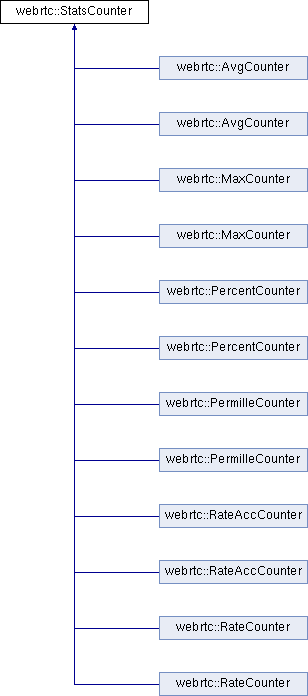 webrtc::StatsCounter
webrtc::AvgCounter
webrtc::AvgCounter
webrtc::MaxCounter
webrtc::MaxCounter
webrtc::PercentCounter
webrtc::PercentCounter
webrtc::PermilleCounter
webrtc::PermilleCounter
webrtc::RateAccCounter
webrtc::RateAccCounter
webrtc::RateCounter
webrtc::RateCounter